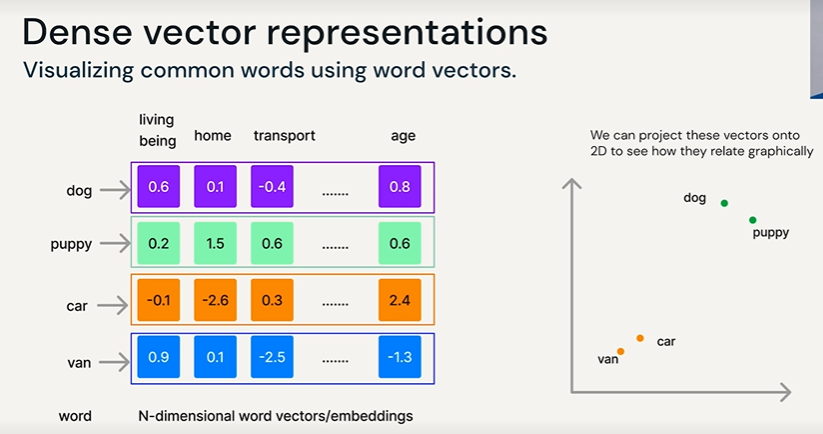 Dense vector representations
Visualizing common words using word vectors.
living
being
home
transport
age
dog
0.6 0.1 -0.4 ....... 0.8
puppy
0.2 1.5 0.6 ....... 0.6
car
-0.1 -2.6 0.3 ....... 2.4
van
0.9 0.1 -2.5 ....... -1.3
word
N-dimensional word vectors/embeddings
We can project these vectors onto
2D to see how they relate graphically
dog
puppy
car
van